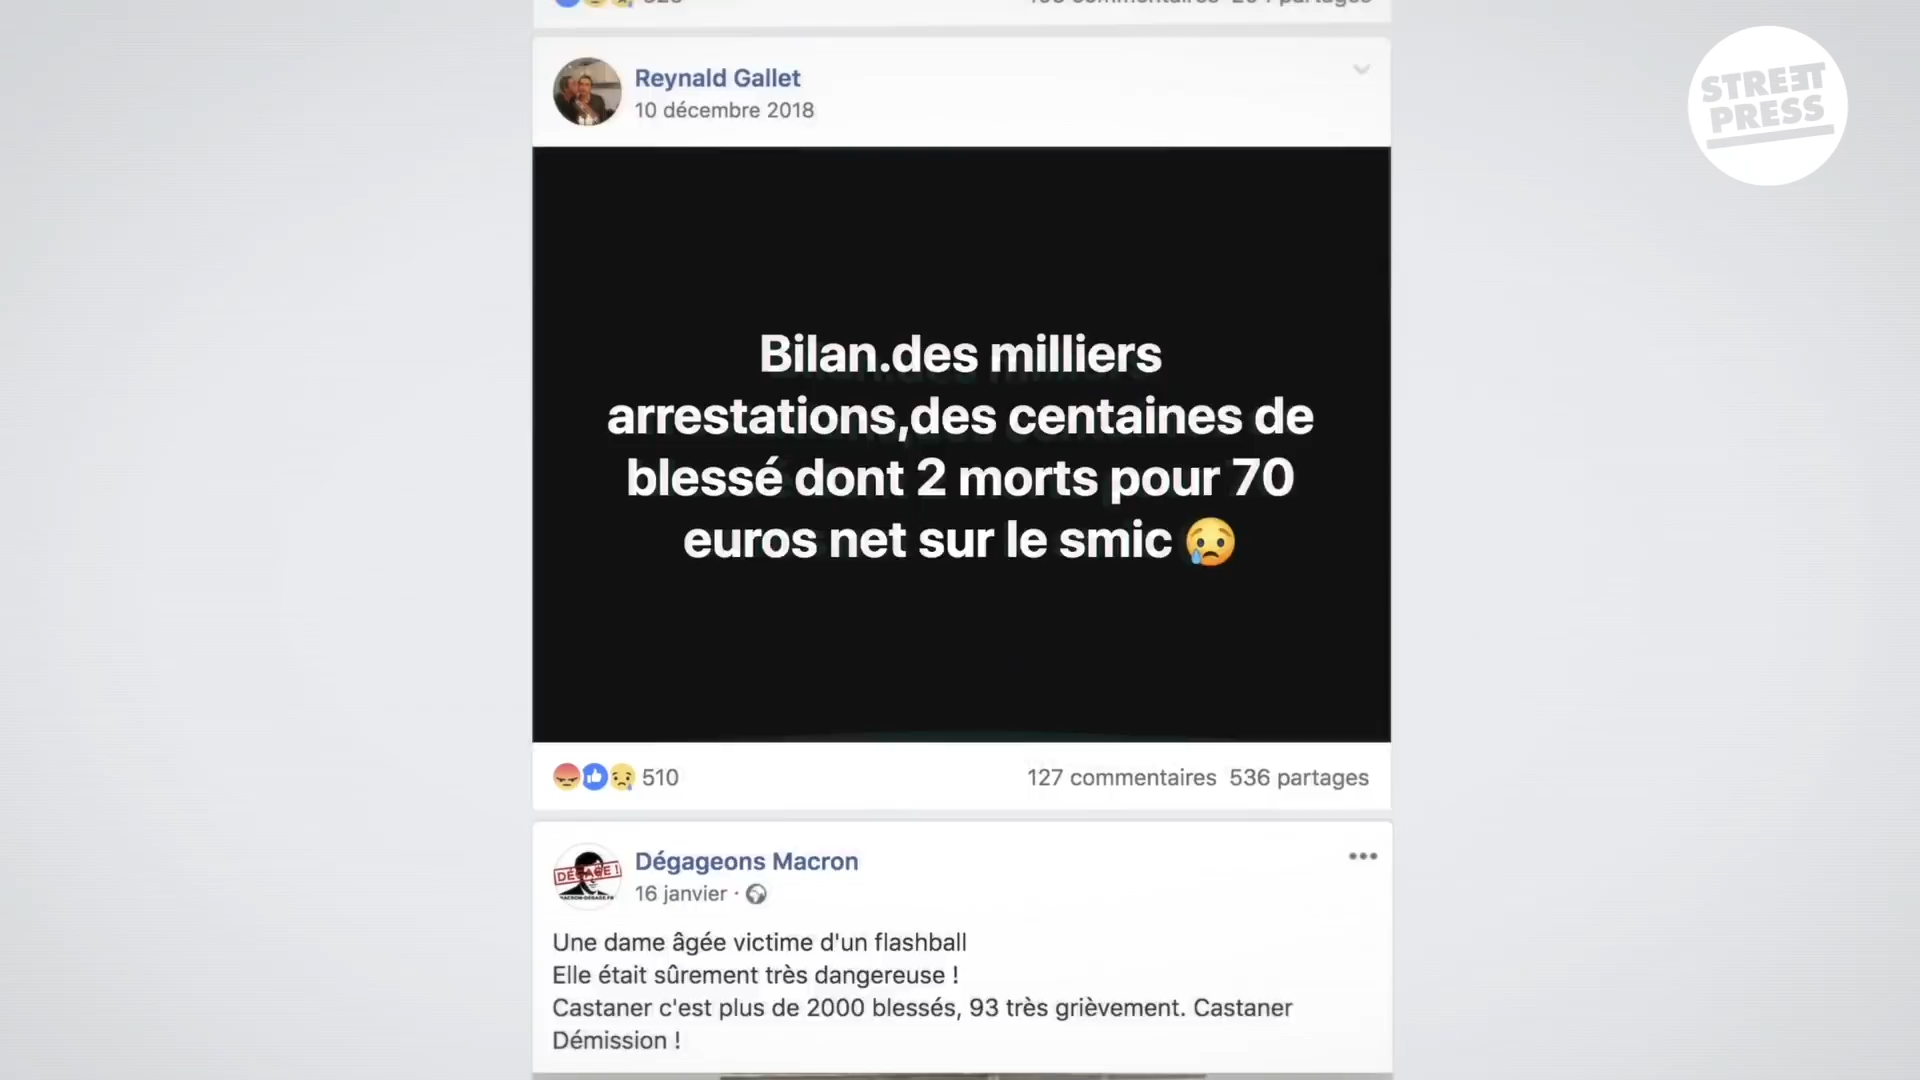 Reynald Gallet
10 décembre 2018
STREET
PRESS
Bilan.des milliers
arrestations,des centaines de
blessé dont 2 morts pour 70
euros net sur le smic 😢
510
127 commentaires 536 partages
DÉGAGE !
Dégageons Macron
16 janvier ·
Une dame âgée victime d'un flashball
Elle était sûrement très dangereuse !
Castaner c'est plus de 2000 blessés, 93 très grièvement. Castaner
Démission !